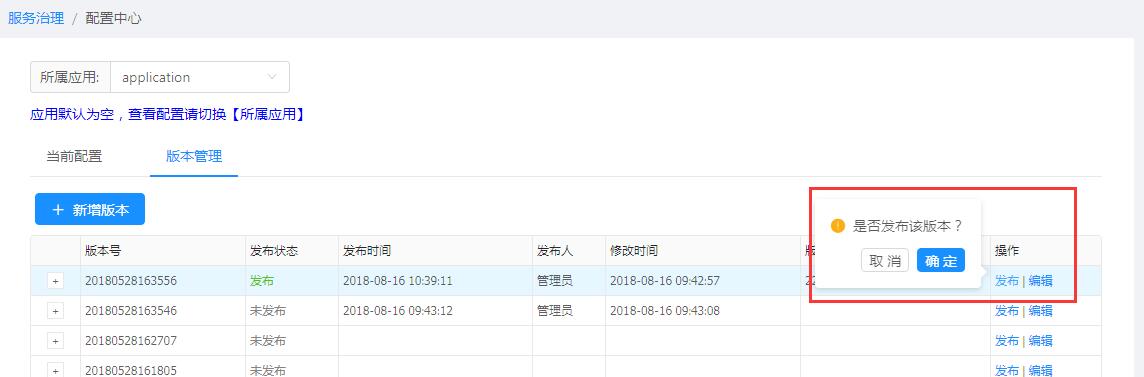 服务治理 / 配置中心
所属应用: application
应用默认为空，查看配置请切换【所属应用】
当前配置 版本管理
+ 新增版本
是否发布该版本？
取 消 确 定
版本号 发布状态 发布时间 发布人 修改时间 操作
+ 20180528163556 发布 2018-08-16 10:39:11 管理员 2018-08-16 09:42:57 发布 | 编辑
+ 20180528163546 未发布 2018-08-16 09:43:12 管理员 2018-08-16 09:43:08 发布 | 编辑
+ 20180528162707 未发布 发布 | 编辑
+ 20180528161805 未发布 发布 | 编辑